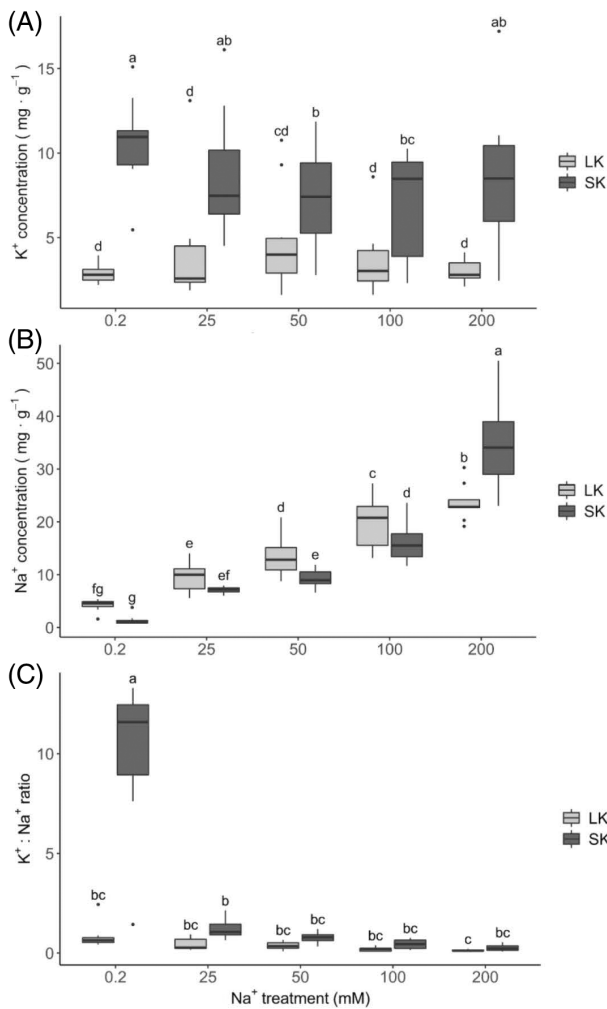 (A)
K⁺ concentration ( mg · g⁻¹ )
15
10
5
a
d
d
ab
cd
b
d
bc
d
ab
LK
SK
0.2 25 50 100 200
(B)
Na⁺ concentration ( mg · g⁻¹ )
50
40
30
20
10
0
fg
g
e
ef
d
e
c
d
b
a
LK
SK
0.2 25 50 100 200
(C)
K⁺ : Na⁺ ratio
10
5
0
bc
a
bc
b
bc
bc
bc
bc
c
bc
LK
SK
0.2 25 50 100 200
Na⁺ treatment (mM)